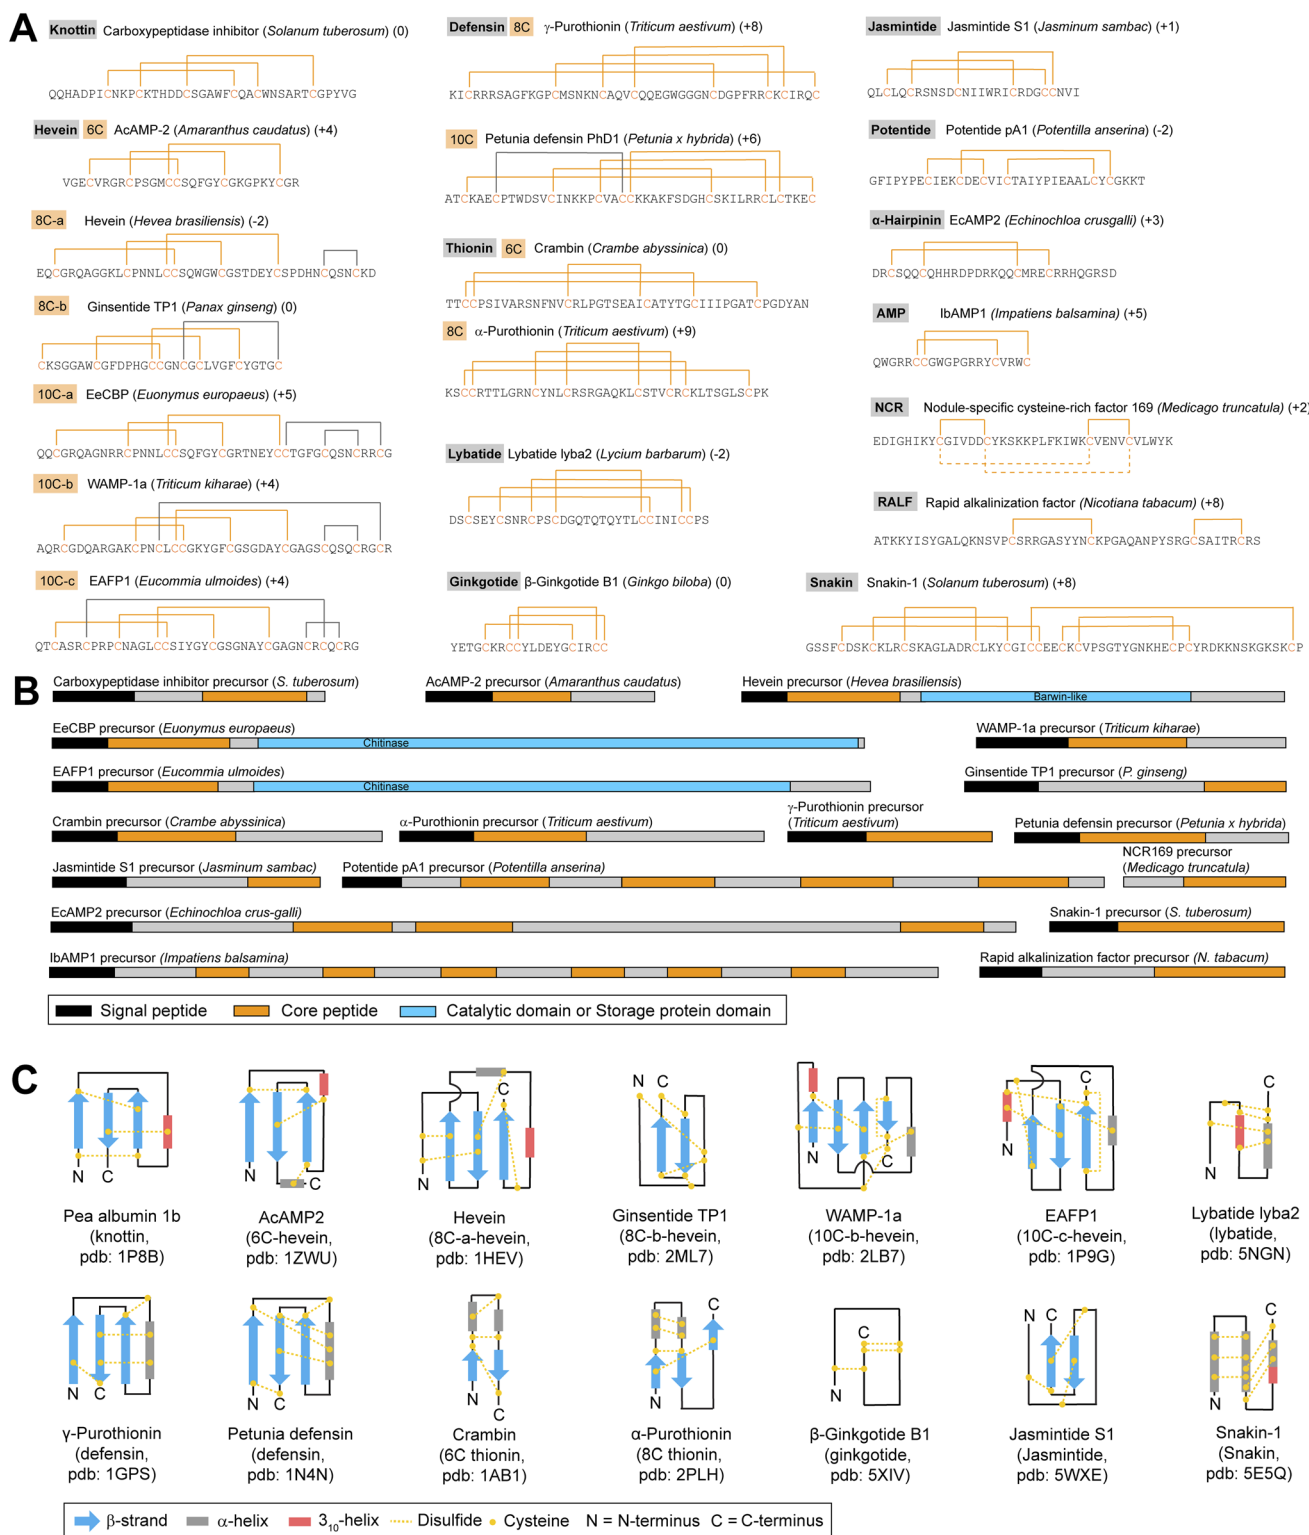 A
Knottin Carboxypeptidase inhibitor (Solanum tuberosum) (0)
QQHADPICNKPCKTHDDCSGAWFCQACWNSARTCGPYVG
Hevein 6C AcAMP-2 (Amaranthus caudatus) (+4)
VGECVRGRCPSGMCCSQFGYCGKGPKYCGR
8C-a Hevein (Hevea brasiliensis) (-2)
EQCGRQAGGKLCPNNLCCSQWGWCGSTDEYCSPDHNCQSNCKD
8C-b Ginsentide TP1 (Panax ginseng) (0)
CKSGGAWCGFDPHGCCGNCGCLVGFCYGTGC
10C-a EeCBP (Euonymus europaeus) (+5)
QQCGRQAGNRRCPNNLCCSQFGYCGRTNEYCCTGFGCQSNCRRCG
10C-b WAMP-1a (Triticum kiharae) (+4)
AQRCGDQARGAKCPNCLCCGKYGFCGSGDAYCGAGSCQSQCRGCR
10C-c EAFP1 (Eucommia ulmoides) (+4)
QTCASRCPRPCNAGLCCSIYGYCGSGNAYCGAGNCRCQCRG
Defensin 8C γ-Purothionin (Triticum aestivum) (+8)
KICRRRSAGFKGPCMSNKNCAQVCQQEGWGGGNCDGPFRRCKCIRQC
10C Petunia defensin PhD1 (Petunia x hybrida) (+6)
ATCKAECPTWDSVCINKKPCVACCKKAKFSDGHCSKILRRCLCTKEC
Thionin 6C Crambin (Crambe abyssinica) (0)
TTCCPSIVARSNFNVCRLPGTSEAICATYTGCIIIPGATCPGDYAN
8C α-Purothionin (Triticum aestivum) (+9)
KSCCRTTLGRNCYNLCRSRGAQKLCSTVCRCKLTSGLSCPK
Lybatide Lybatide lyba2 (Lycium barbarum) (-2)
DSCSEYCSNRCPSCDGQTQTQYTLCCINICCPS
Ginkgotide β-Ginkgotide B1 (Ginkgo biloba) (0)
YETGCKRCCYLDEYGCIRCC
Jasmintide Jasmintide S1 (Jasminum sambac) (+1)
QLCLQCRSNSDCNIIWRICRDGCCNVI
Potentide Potentide pA1 (Potentilla anserina) (-2)
GFIPYPECIEKCDECVICTAIYPIEAALCYCGKKT
α-Hairpinin EcAMP2 (Echinochloa crusgalli) (+3)
DRCSQQCQHHRDPDRKQQCMRECRRHQGRSD
AMP IbAMP1 (Impatiens balsamina) (+5)
QWGRRCCGWGPGRRYCVRWC
NCR Nodule-specific cysteine-rich factor 169 (Medicago truncatula) (+2)
EDIGHIKYCGIVDDCYKSKKPLFKIWKCVENVCVLWYK
RALF Rapid alkalinization factor (Nicotiana tabacum) (+8)
ATKKYISYGALQKNSVPCSRRGASYYNCKPGAQANPYSRGCSAITRCRS
Snakin Snakin-1 (Solanum tuberosum) (+8)
GSSFCDSKCKLRCSKAGLADRCLKYCGICCEECKCVPSGTYGNKHECPCYRDKKNSKGKSKCP
B
Carboxypeptidase inhibitor precursor (S. tuberosum)
AcAMP-2 precursor (Amaranthus caudatus)
Hevein precursor (Hevea brasiliensis)
Barwin-like
EeCBP precursor (Euonymus europaeus)
Chitinase
WAMP-1a precursor (Triticum kiharae)
EAFP1 precursor (Eucommia ulmoides)
Chitinase
Ginsentide TP1 precursor (P. ginseng)
Crambin precursor (Crambe abyssinica)
α-Purothionin precursor (Triticum aestivum)
γ-Purothionin precursor
(Triticum aestivum)
Petunia defensin precursor (Petunia x hybrida)
Jasmintide S1 precursor (Jasminum sambac)
Potentide pA1 precursor (Potentilla anserina)
NCR169 precursor
(Medicago truncatula)
EcAMP2 precursor (Echinochloa crus-galli)
Snakin-1 precursor (S. tuberosum)
IbAMP1 precursor (Impatiens balsamina)
Rapid alkalinization factor precursor (N. tabacum)
Signal peptide Core peptide Catalytic domain or Storage protein domain
C
N C
Pea albumin 1b
(knottin,
pdb: 1P8B)
N C
AcAMP2
(6C-hevein,
pdb: 1ZWU)
C
N
Hevein
(8C-a-hevein,
pdb: 1HEV)
N C
Ginsentide TP1
(8C-b-hevein,
pdb: 2ML7)
N
C
WAMP-1a
(10C-b-hevein,
pdb: 2LB7)
C
N
EAFP1
(10C-c-hevein,
pdb: 1P9G)
C
N
Lybatide lyba2
(lybatide,
pdb: 5NGN)
N C
γ-Purothionin
(defensin,
pdb: 1GPS)
N C
Petunia defensin
(defensin,
pdb: 1N4N)
N
C
Crambin
(6C thionin,
pdb: 1AB1)
C
N
α-Purothionin
(8C thionin,
pdb: 2PLH)
C
N
β-Ginkgotide B1
(ginkgotide,
pdb: 5XIV)
N C
Jasmintide S1
(Jasmintide,
pdb: 5WXE)
C
N
Snakin-1
(Snakin,
pdb: 5E5Q)
β-strand α-helix 3₁₀-helix Disulfide Cysteine N = N-terminus C = C-terminus